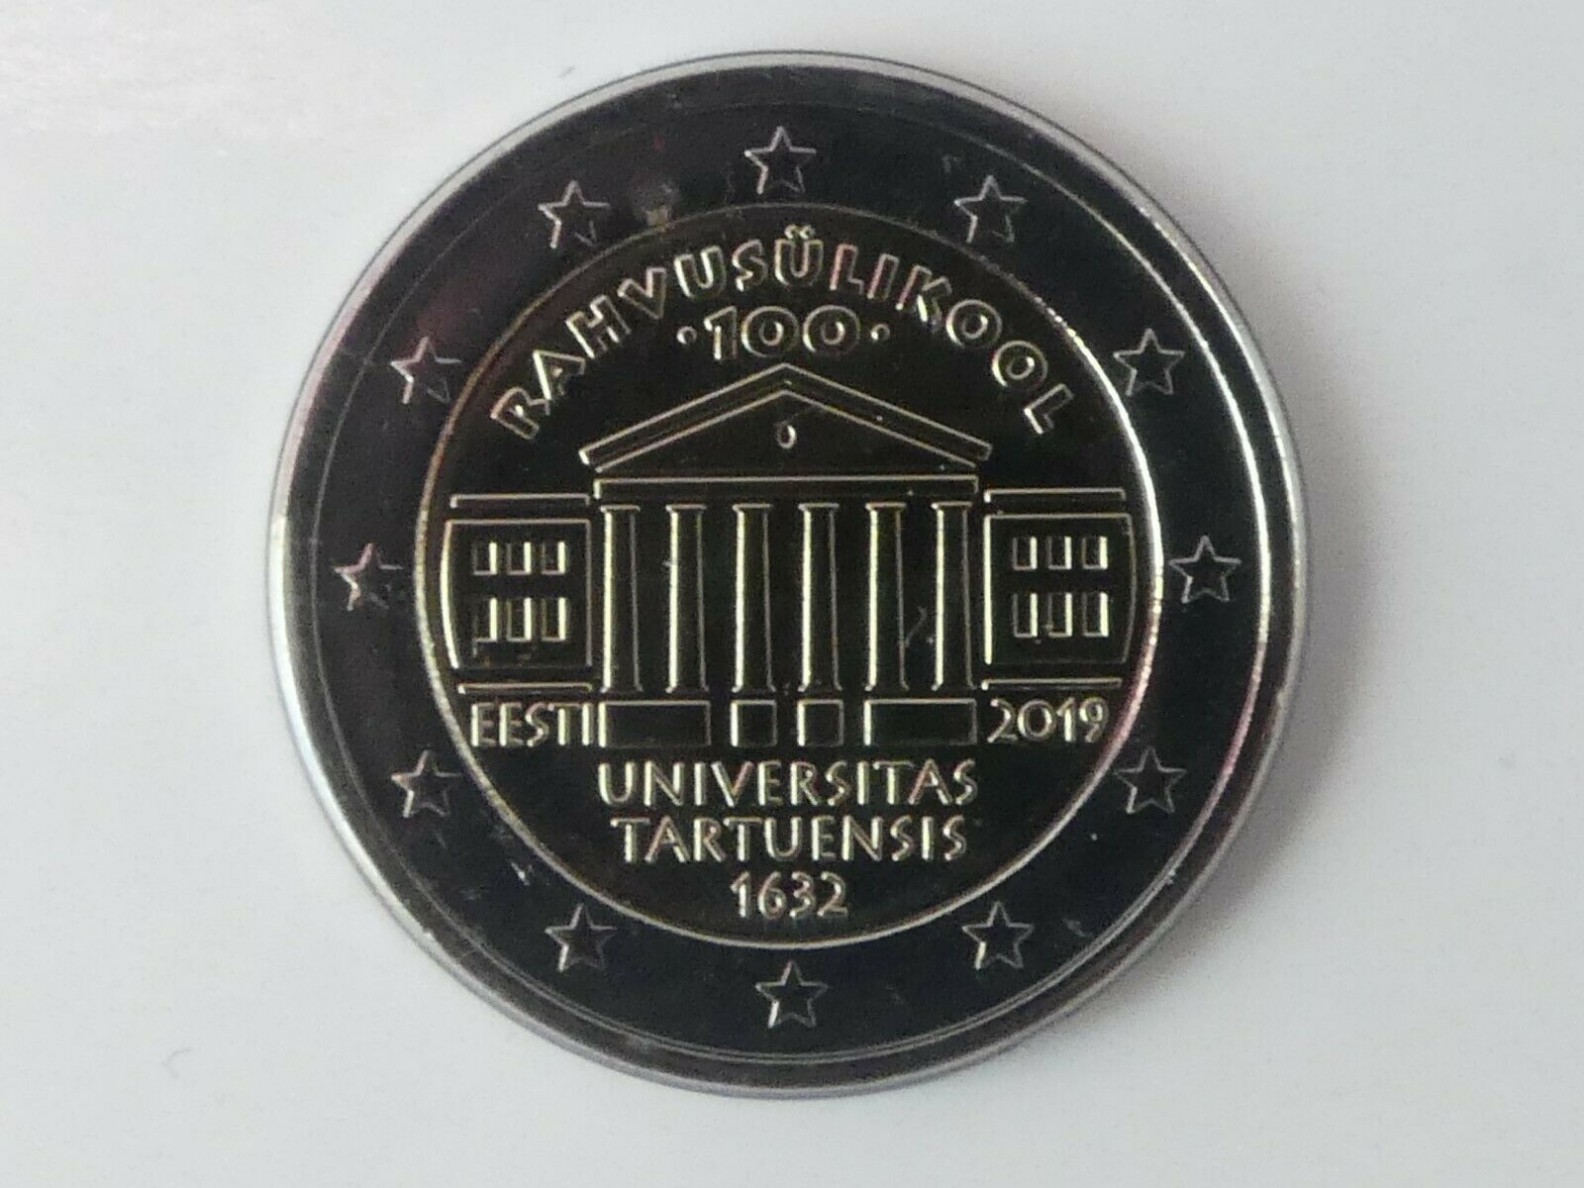 RAHVUSÜLIKOOL
·100·
EESTI 2019
UNIVERSITAS
TARTUENSIS
1632